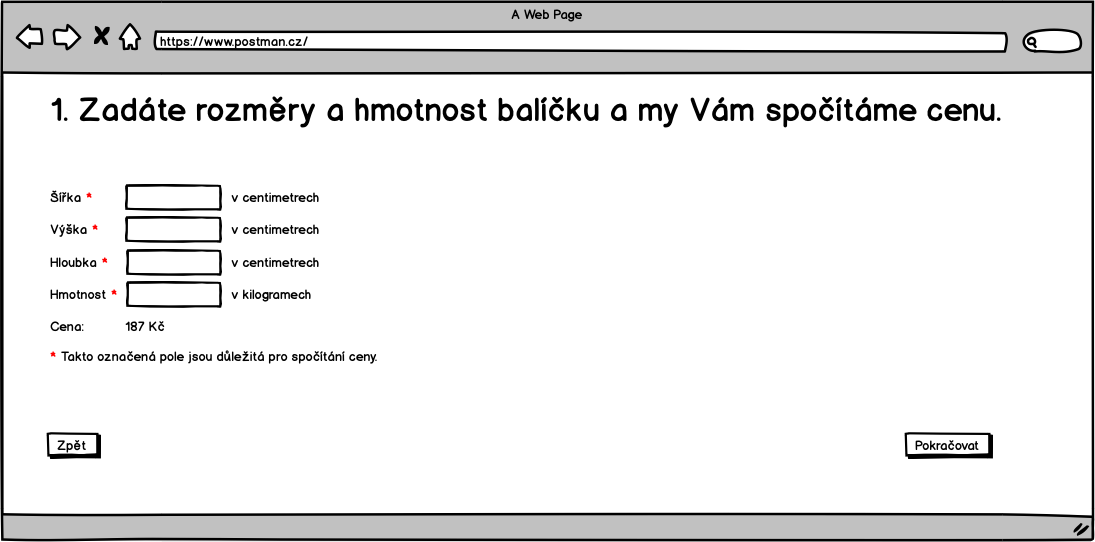 A Web Page
https://www.postman.cz/
1. Zadáte rozměry a hmotnost balíčku a my Vám spočítáme cenu.
Šířka * v centimetrech
Výška * v centimetrech
Hloubka * v centimetrech
Hmotnost * v kilogramech
Cena: 187 Kč
* Takto označená pole jsou důležitá pro spočítání ceny.
Zpět Pokračovat